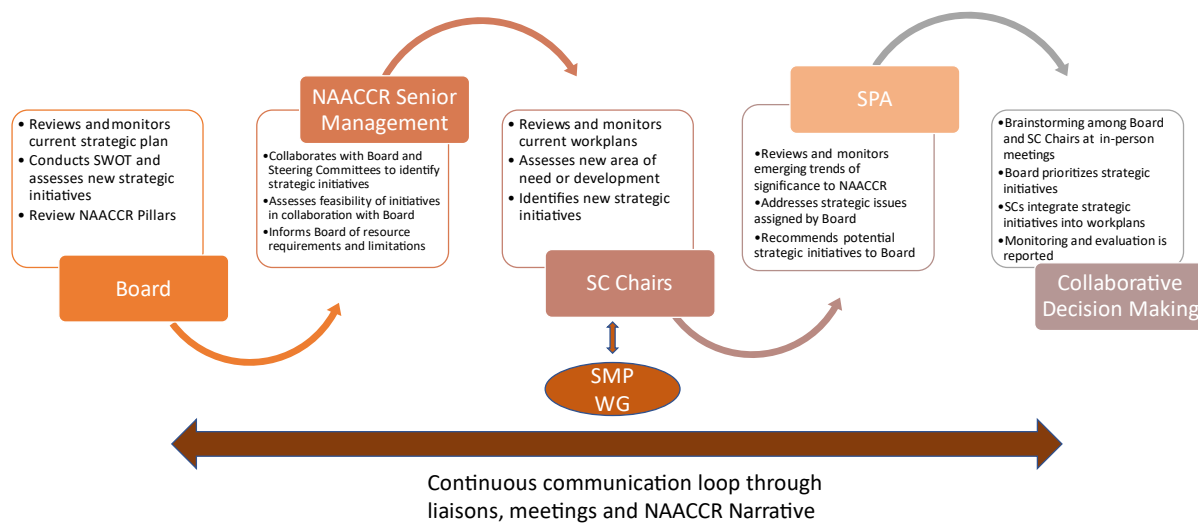 Board
• Reviews and monitors
current strategic plan
• Conducts SWOT and
assesses new strategic
initiatives
• Review NAACCR Pillars
NAACCR Senior
Management
•Collaborates with Board and
Steering Committees to identify
strategic initiatives
•Assesses feasibility of initiatives
in collaboration with Board
•Informs Board of resource
requirements and limitations
• Reviews and monitors
current workplans
• Assesses new area of
need or development
• Identifies new strategic
initiatives
SC Chairs
SMP
WG
SPA
•Reviews and monitors
emerging trends of
significance to NAACCR
•Addresses strategic issues
assigned by Board
•Recommends potential
strategic initiatives to Board
•Brainstorming among Board
and SC Chairs at in-person
meetings
•Board prioritizes strategic
initiatives
•SCs integrate strategic
initiatives into workplans
•Monitoring and evaluation is
reported
Collaborative
Decision Making
Continuous communication loop through
liaisons, meetings and NAACCR Narrative